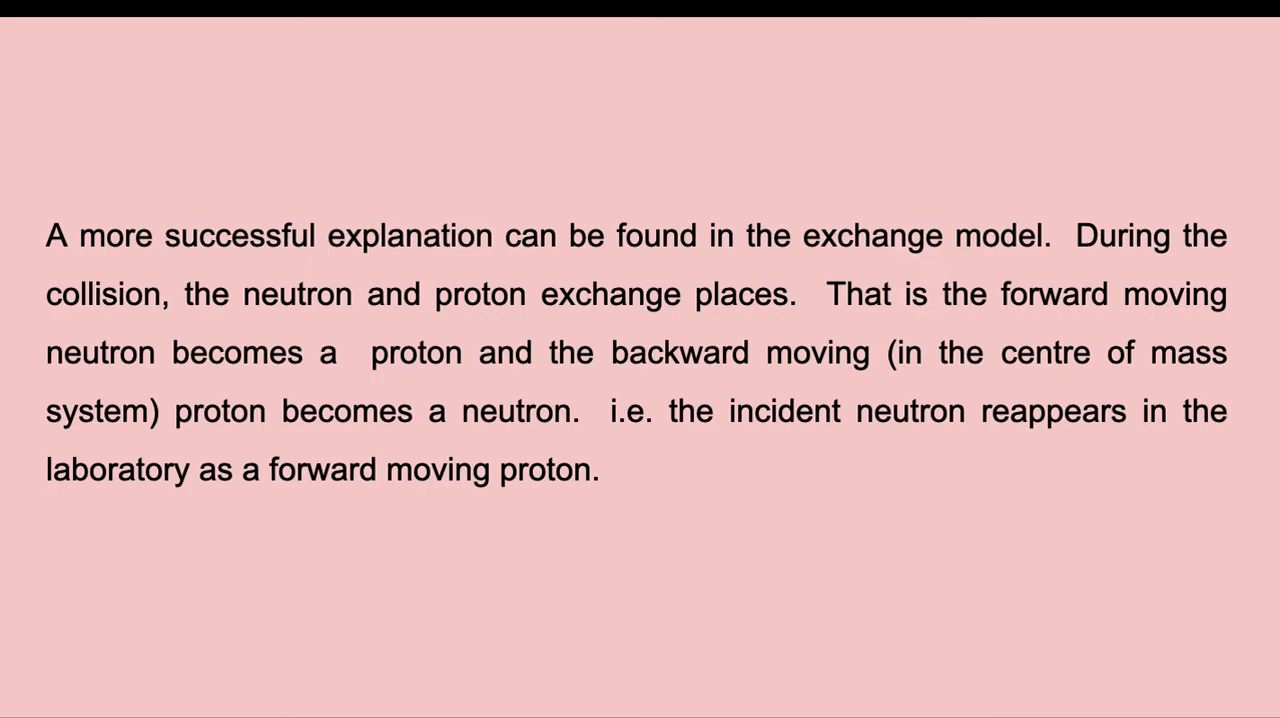 A more successful explanation can be found in the exchange model.  During the
collision, the neutron and proton exchange places.  That is the forward moving
neutron becomes a  proton and the backward moving (in the centre of mass
system) proton becomes a neutron.  i.e. the incident neutron reappears in the
laboratory as a forward moving proton.